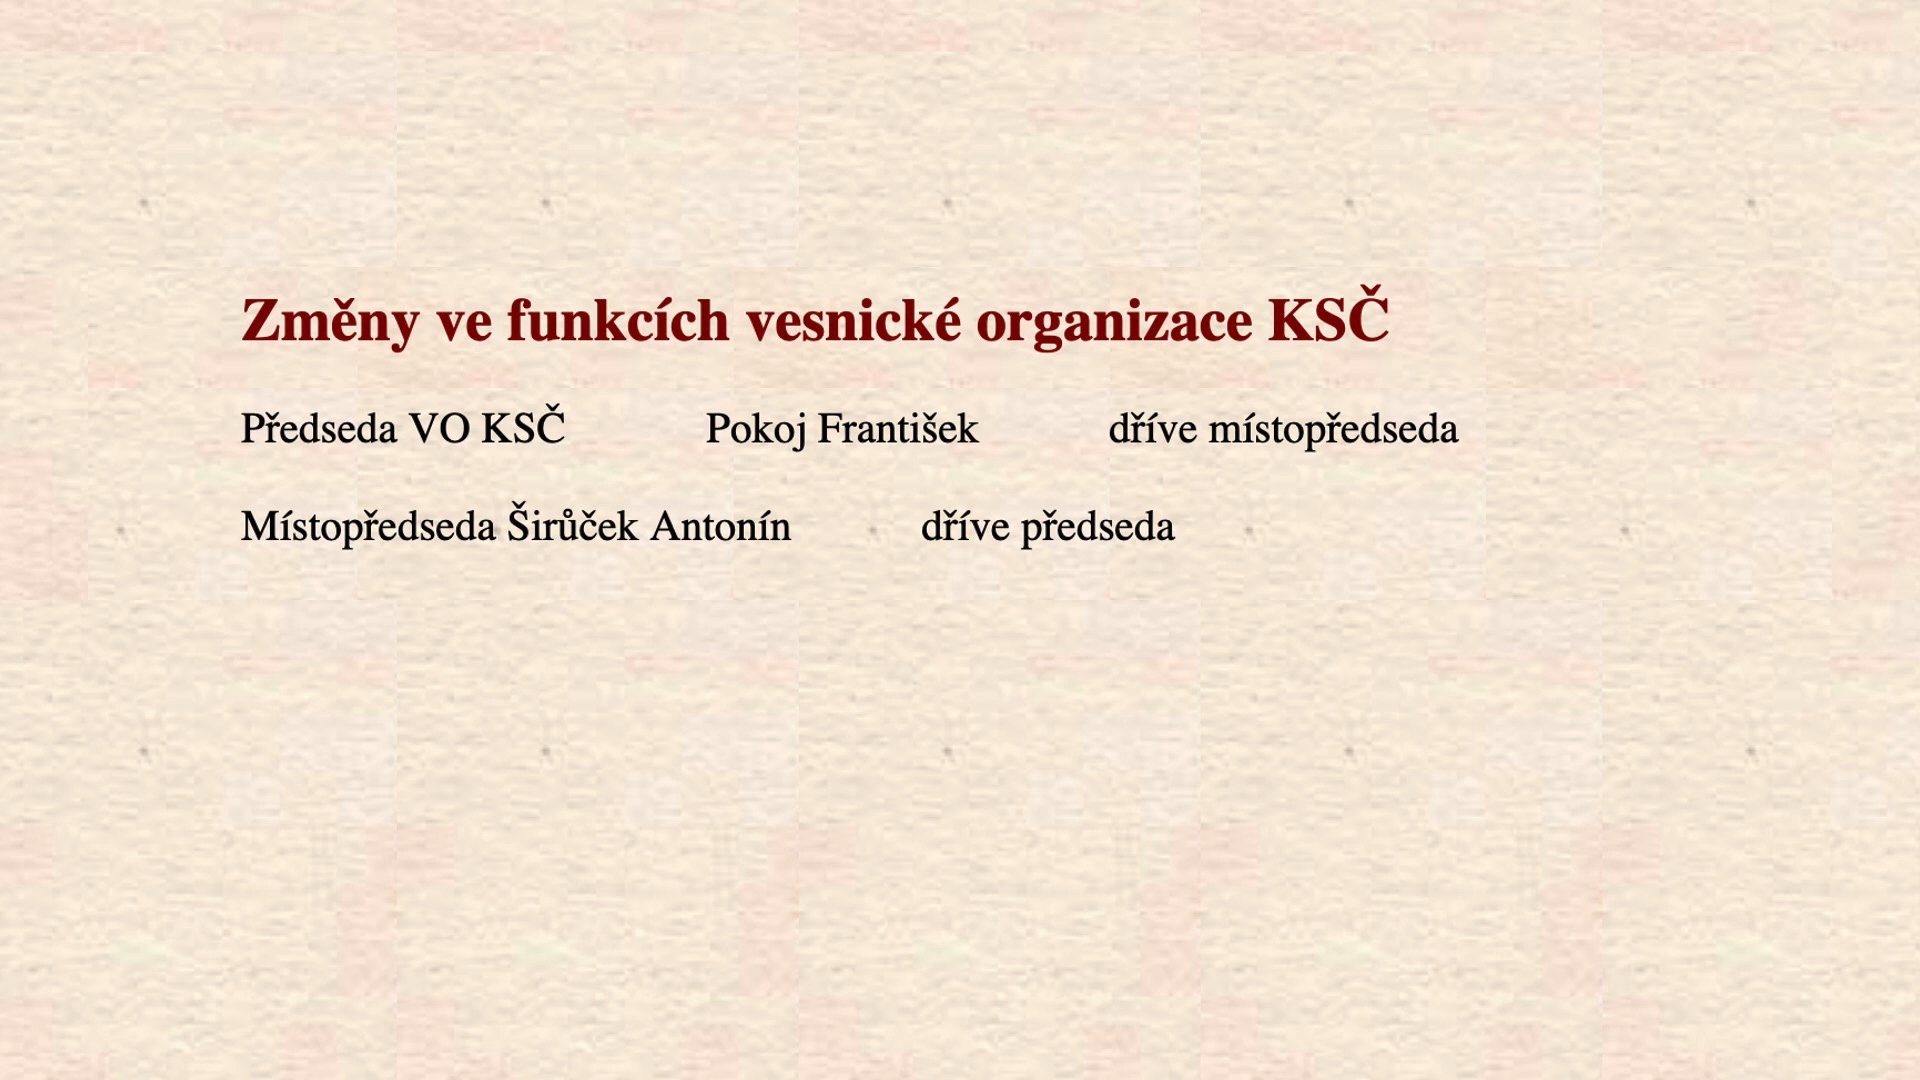 Změny ve funkcích vesnické organizace KSČ
Předseda VO KSČ Pokoj František dříve místopředseda
Místopředseda Širůček Antonín dříve předseda